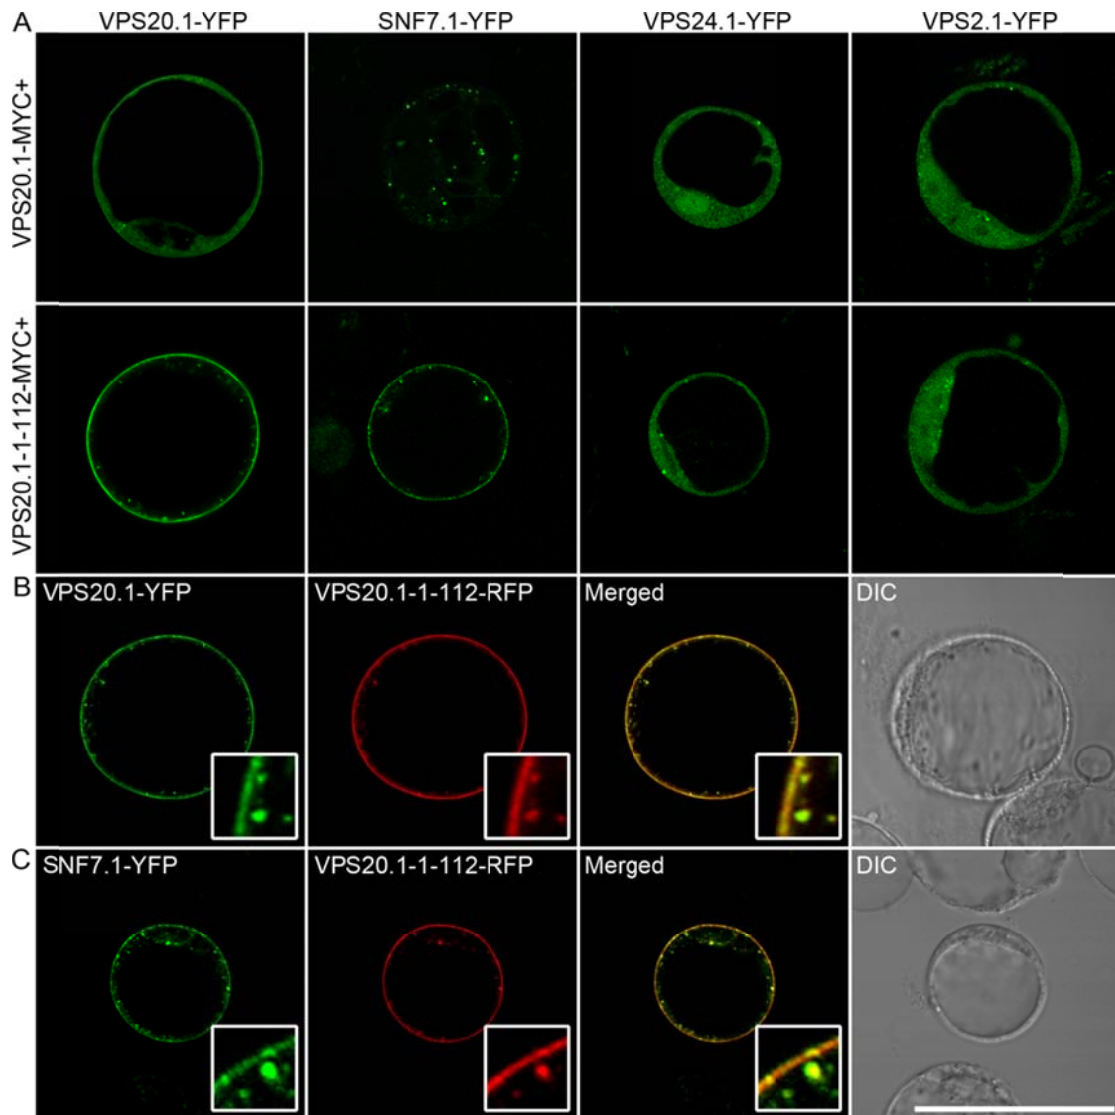 A
VPS20.1-YFP
SNF7.1-YFP
VPS24.1-YFP
VPS2.1-YFP
VPS20.1-MYC+
VPS20.1-1-112-MYC+
B
VPS20.1-YFP
VPS20.1-1-112-RFP
Merged
DIC
C
SNF7.1-YFP
VPS20.1-1-112-RFP
Merged
DIC